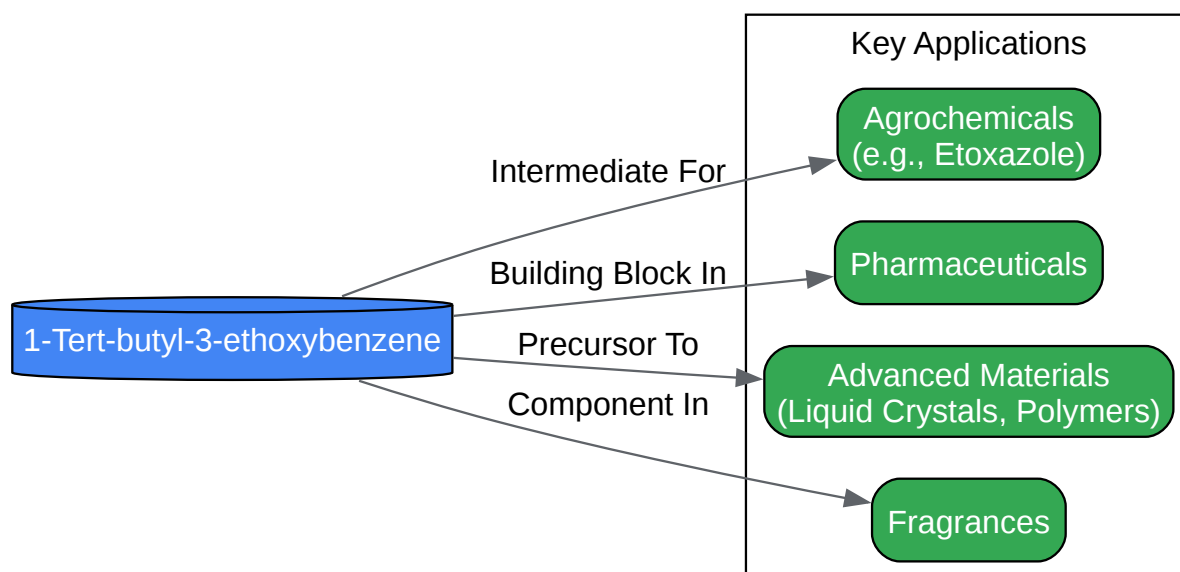 Key Applications
Agrochemicals
(e.g., Etoxazole)
Intermediate For
Building Block In
Pharmaceuticals
1-Tert-butyl-3-ethoxybenzene
Precursor To
Advanced Materials
(Liquid Crystals, Polymers)
Component In
Fragrances